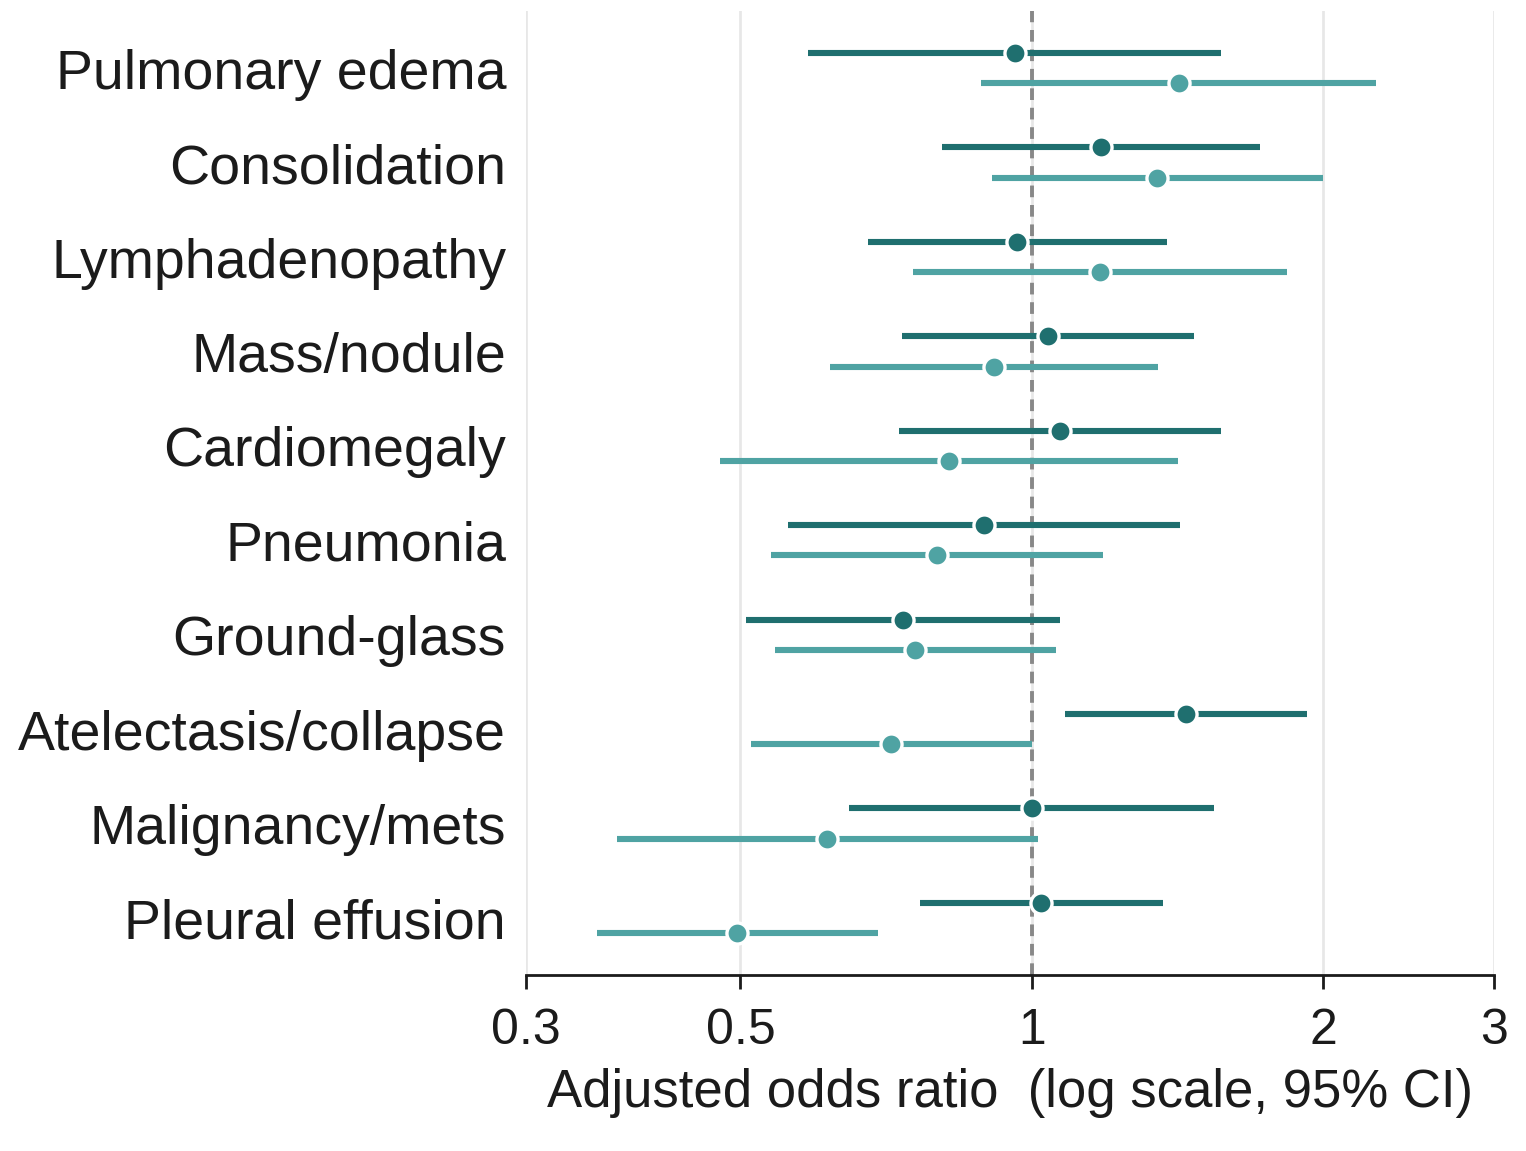 Pulmonary edema
Consolidation
Lymphadenopathy
Mass/nodule
Cardiomegaly
Pneumonia
Ground-glass
Atelectasis/collapse
Malignancy/mets
Pleural effusion
0.3 0.5 1 2 3
Adjusted odds ratio (log scale, 95% CI)